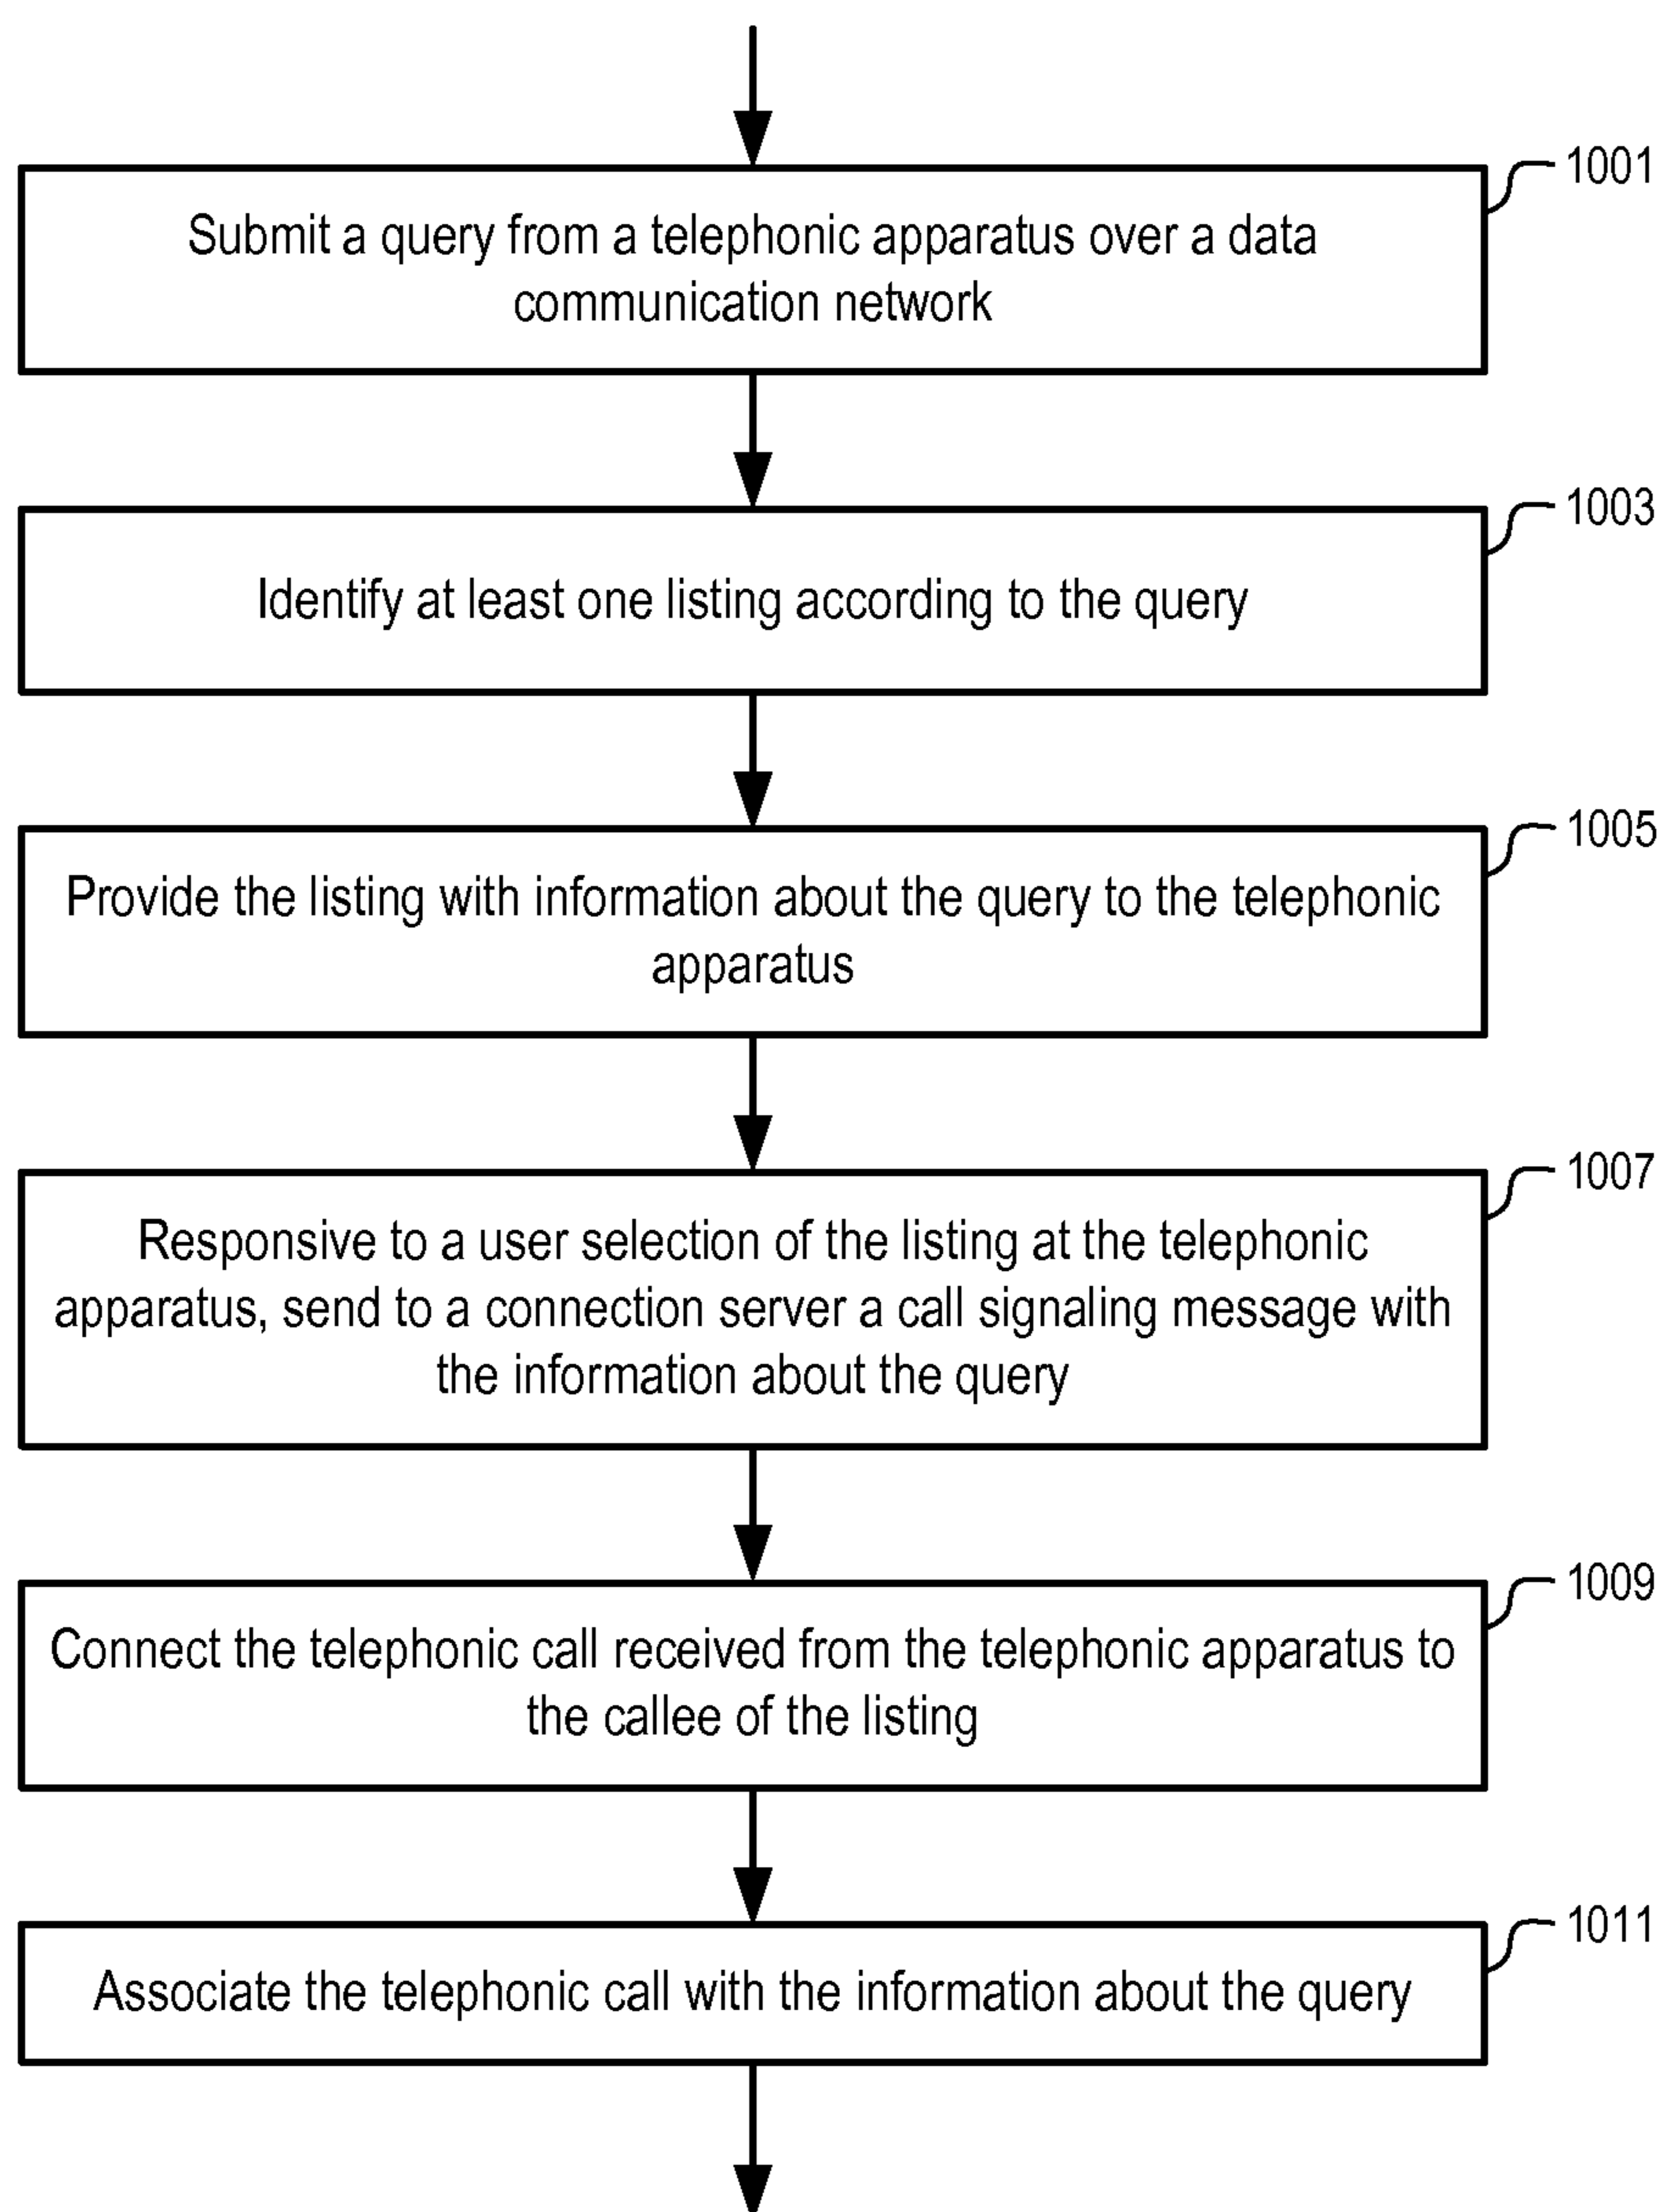 1001
Submit a query from a telephonic apparatus over a data
communication network
1003
Identify at least one listing according to the query
1005
Provide the listing with information about the query to the telephonic
apparatus
1007
Responsive to a user selection of the listing at the telephonic
apparatus, send to a connection server a call signaling message with
the information about the query
1009
Connect the telephonic call received from the telephonic apparatus to
the callee of the listing
1011
Associate the telephonic call with the information about the query